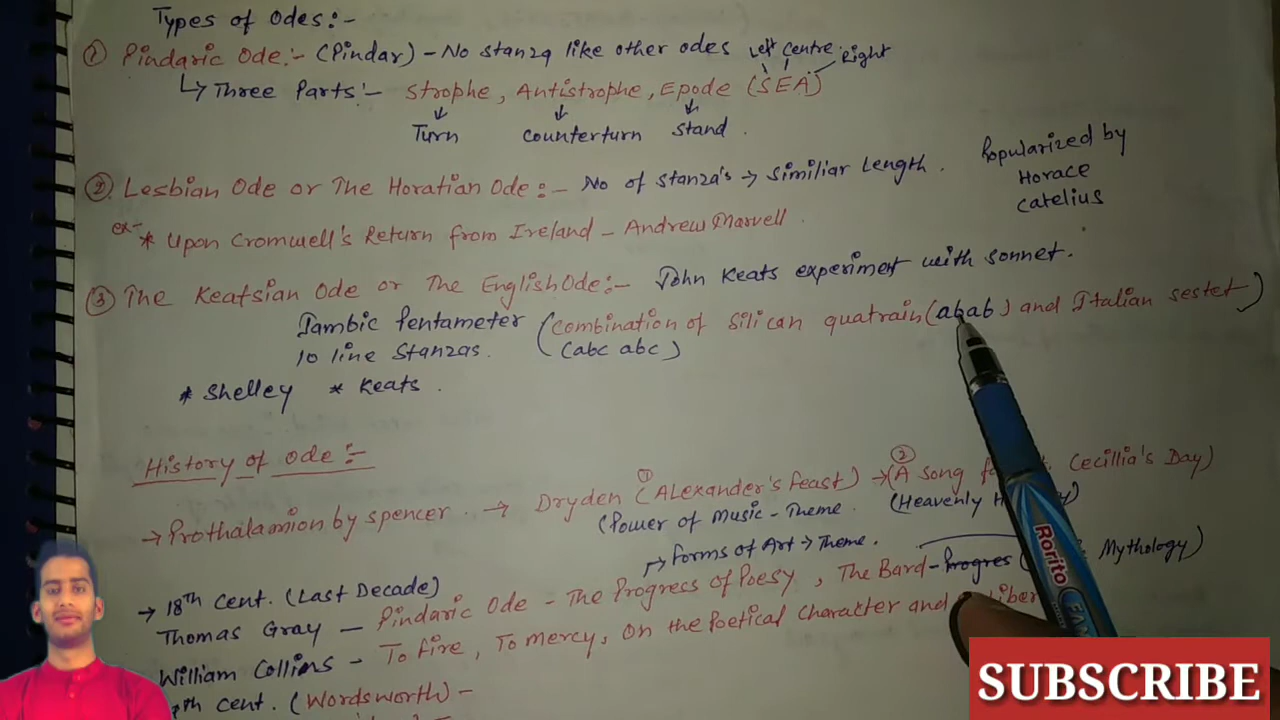 Types of Odes:-
① Pindaric Ode:- (Pindar) - No stanza like other odes Left Centre Right
↳ Three Parts:- Strophe, Antistrophe, Epode (SEA)
Turn Counterturn Stand.
② Lesbian Ode or The Horatian Ode:- No of stanza's → Similiar Length. Popularized by
Horace
Catelius
ex- * Upon Cromwell's Return from Ireland - Andrew Marvell.
③ The Keatsian Ode or The English Ode:- John Keats experiment with sonnet.
Iambic Pentameter (Combination of Silican quatrain (abab) and Italian sestet)
10 line stanzas. (abc abc)
* Shelley * Keats.
History of Ode:-
→ Prothalamion by Spencer. → Dryden ① (Alexander's Feast) → ② (A song Cecillia's Day)
(Power of Music - Theme. (Heavenly
→ Forms of Art → Theme.
→ 18th Cent. (Last Decade)
Thomas Gray - Pindaric Ode - The Progress of Poesy, The Bard - Progres Mythology)
William Collins - To fire, To Mercy, On the Poetical Character and
th Cent. (Wordsworth) -
Rorito
SUBSCRIBE